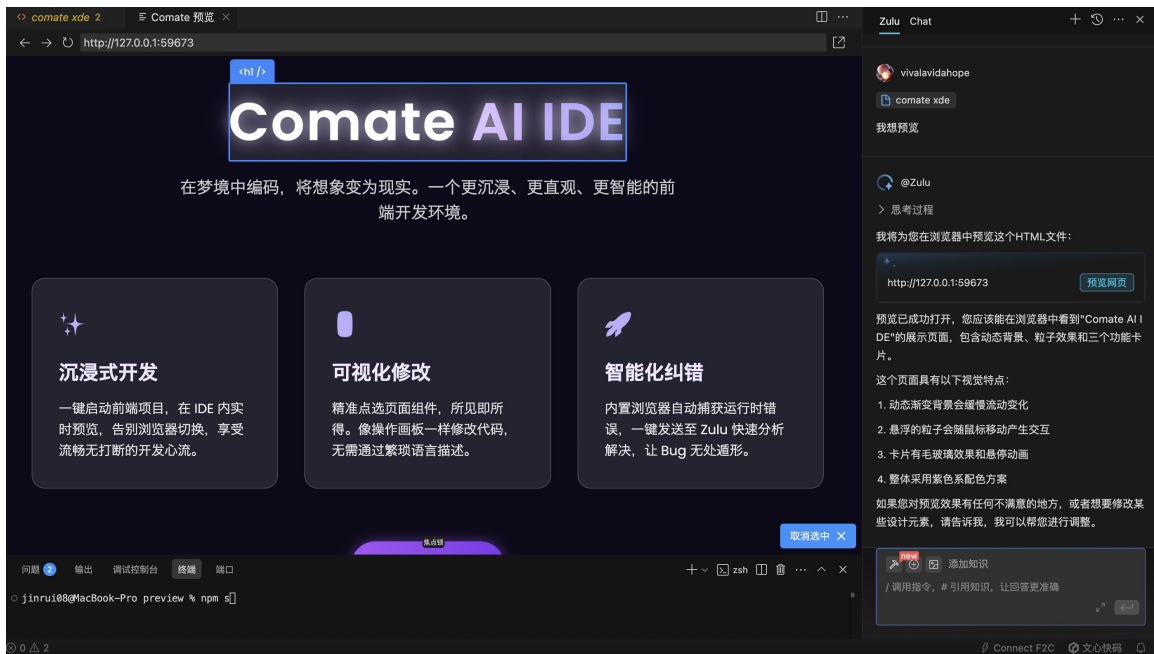 comate xde 2
Comate 预览
http://127.0.0.1:59673
<h1 />
Comate AI IDE
在梦境中编码，将想象变为现实。一个更沉浸、更直观、更智能的前
端开发环境。
沉浸式开发
一键启动前端项目，在 IDE 内实
时预览，告别浏览器切换，享受
流畅无打断的开发心流。
可视化修改
精准点选页面组件，所见即所
得。像操作画板一样修改代码，
无需通过繁琐语言描述。
智能化纠错
内置浏览器自动捕获运行时错
误，一键发送至 Zulu 快速分析
解决，让 Bug 无处遁形。
取消选中
问题 2 输出 调试控制台 终端 端口
zsh
jinrui08@MacBook-Pro preview % npm s
0 2
Zulu Chat
vivalavidahope
comate xde
我想预览
@Zulu
思考过程
我将为您在浏览器中预览这个HTML文件：
http://127.0.0.1:59673 预览网页
预览已成功打开，您应该能在浏览器中看到"Comate AI I
DE"的展示页面，包含动态背景、粒子效果和三个功能卡
片。
这个页面具有以下视觉特点：
1. 动态渐变背景会缓慢流动变化
2. 悬浮的粒子会随鼠标移动产生交互
3. 卡片有毛玻璃效果和悬停动画
4. 整体采用紫色系配色方案
如果您对预览效果有任何不满意的地方，或者想要修改某
些设计元素，请告诉我，我可以帮您进行调整。
new
添加知识
/ 调用指令，# 引用知识，让回答更准确
Connect F2C 文心快码